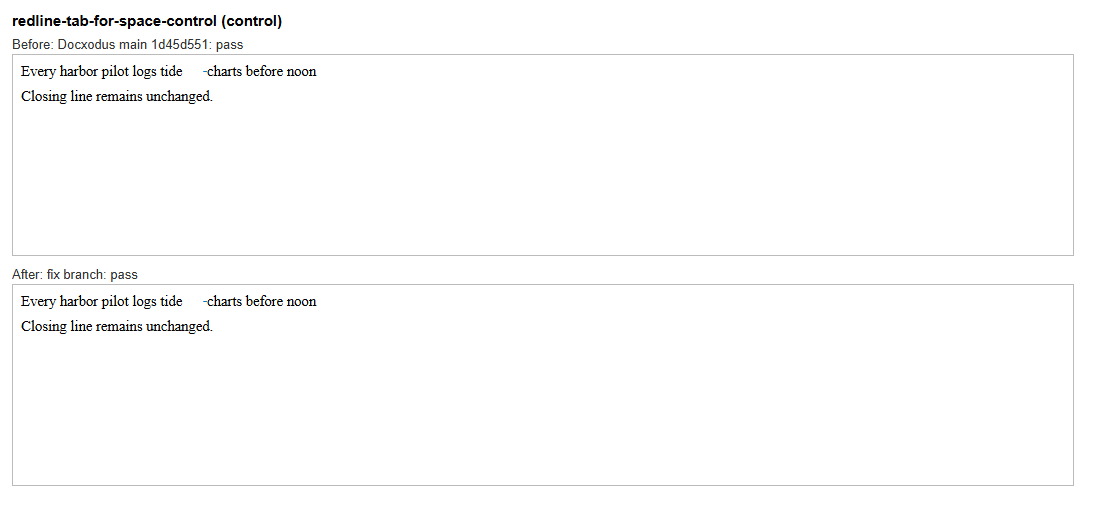 redline-tab-for-space-control (control)
Before: Docxodus main 1d45d551: pass
Every harbor pilot logs tide	-charts before noon
Closing line remains unchanged.
After: fix branch: pass
Every harbor pilot logs tide	-charts before noon
Closing line remains unchanged.